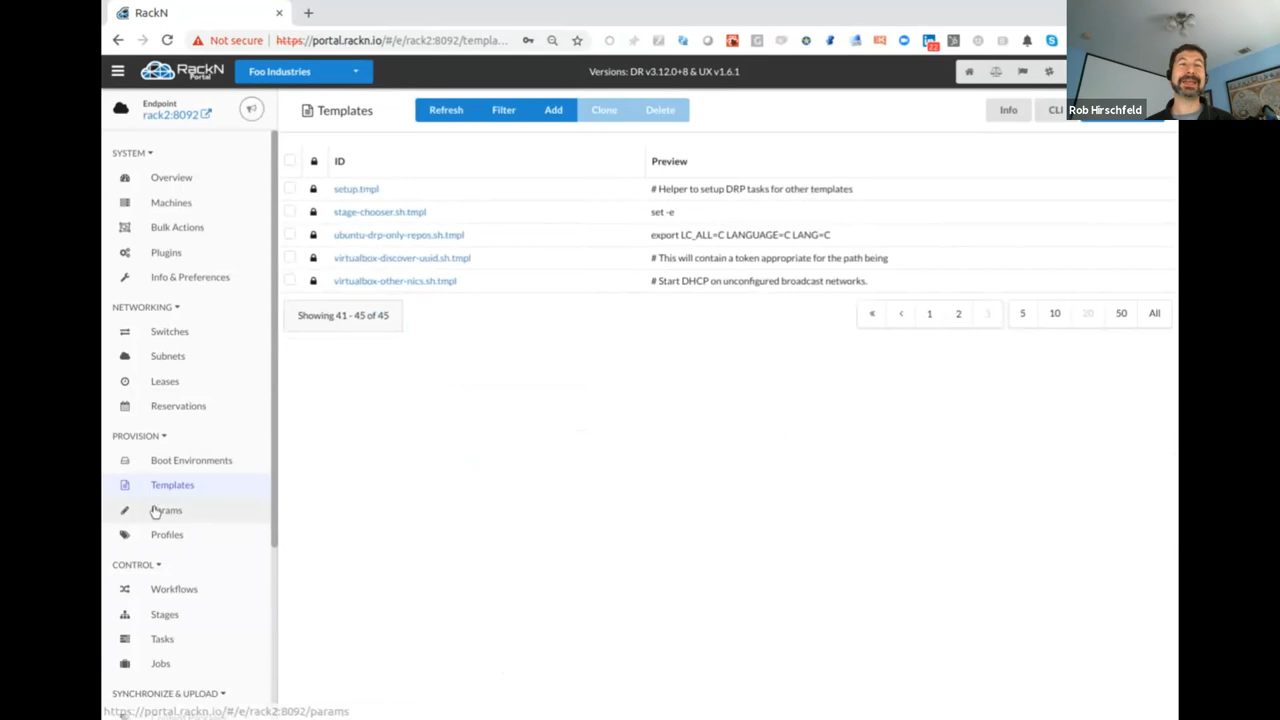 RackN
Not secure https://portal.rackn.io/#/e/rack2:8092/templa...
22
RackN Portal
Foo Industries
Versions: DR v3.12.0+8 & UX v1.6.1
Rob Hirschfeld
Endpoint
rack2:8092
Templates
Refresh Filter Add Clone Delete
Info
CLI
SYSTEM
Overview
Machines
Bulk Actions
Plugins
Info & Preferences
NETWORKING
Switches
Subnets
Leases
Reservations
PROVISION
Boot Environments
Templates
Profiles
CONTROL
Workflows
Stages
Tasks
Jobs
SYNCHRONIZE & UPLOAD
https://portal.rackn.io/#/e/rack2:8092/params
ID Preview
setup.tmpl # Helper to setup DRP tasks for other templates
stage-chooser.sh.tmpl set -e
ubuntu-drp-only-repos.sh.tmpl export LC_ALL=C LANGUAGE=C LANG=C
virtualbox-discover-uuid.sh.tmpl # This will contain a token appropriate for the path being
virtualbox-other-nics.sh.tmpl # Start DHCP on unconfigured broadcast networks.
Showing 41 - 45 of 45
« ‹ 1 2 3 5 10 20 50 All